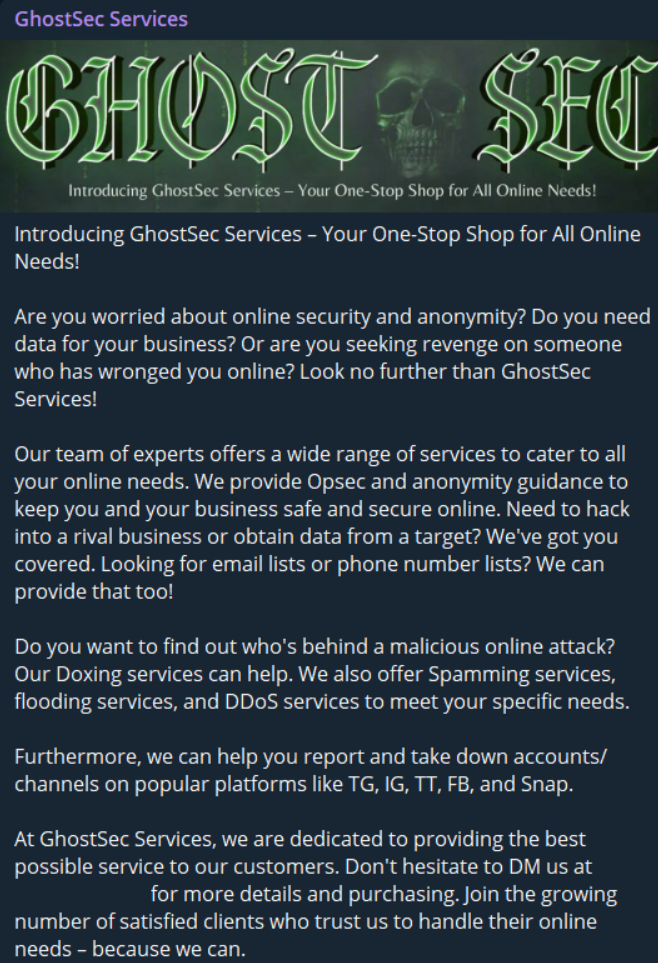 GhostSec Services
GHOST SEC
Introducing GhostSec Services – Your One-Stop Shop for All Online Needs!
Introducing GhostSec Services – Your One-Stop Shop for All Online
Needs!
Are you worried about online security and anonymity? Do you need
data for your business? Or are you seeking revenge on someone
who has wronged you online? Look no further than GhostSec
Services!
Our team of experts offers a wide range of services to cater to all
your online needs. We provide Opsec and anonymity guidance to
keep you and your business safe and secure online. Need to hack
into a rival business or obtain data from a target? We've got you
covered. Looking for email lists or phone number lists? We can
provide that too!
Do you want to find out who's behind a malicious online attack?
Our Doxing services can help. We also offer Spamming services,
flooding services, and DDoS services to meet your specific needs.
Furthermore, we can help you report and take down accounts/
channels on popular platforms like TG, IG, TT, FB, and Snap.
At GhostSec Services, we are dedicated to providing the best
possible service to our customers. Don't hesitate to DM us at
for more details and purchasing. Join the growing
number of satisfied clients who trust us to handle their online
needs – because we can.